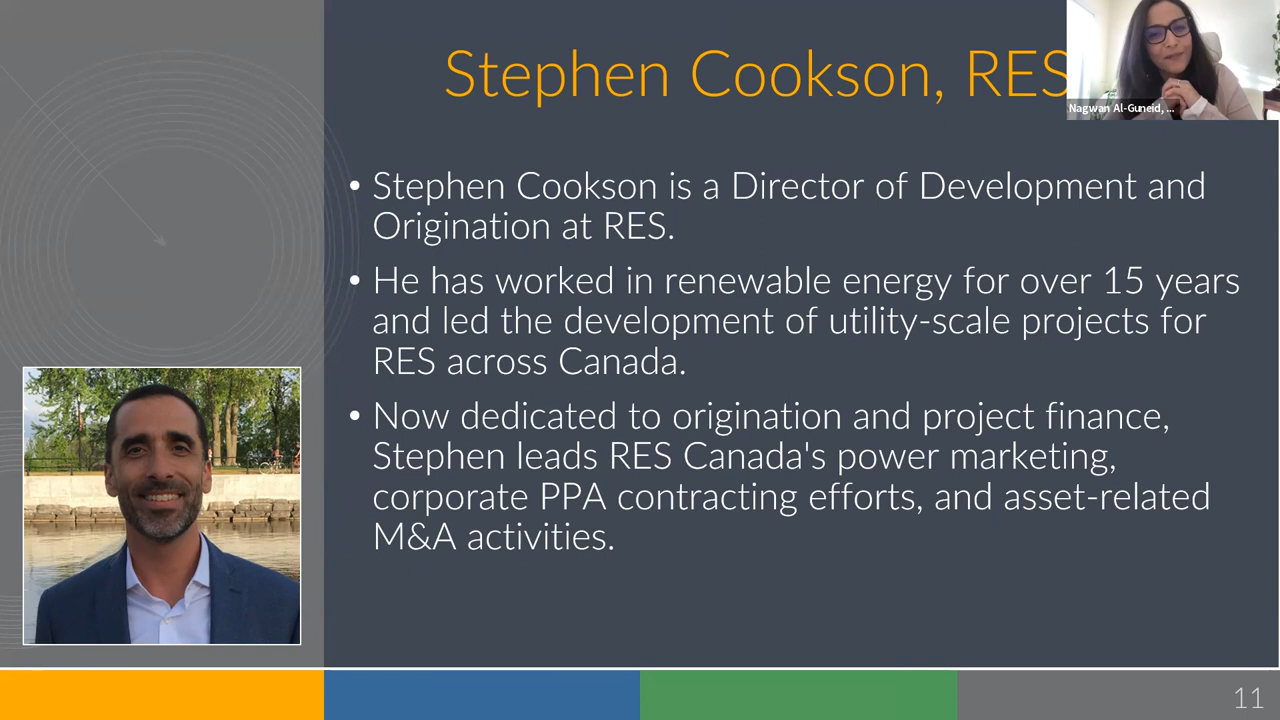 Stephen Cookson, RES
Nagwan Al-Guneid, ...
• Stephen Cookson is a Director of Development and
Origination at RES.
• He has worked in renewable energy for over 15 years
and led the development of utility-scale projects for
RES across Canada.
• Now dedicated to origination and project finance,
Stephen leads RES Canada's power marketing,
corporate PPA contracting efforts, and asset-related
M&A activities.
11